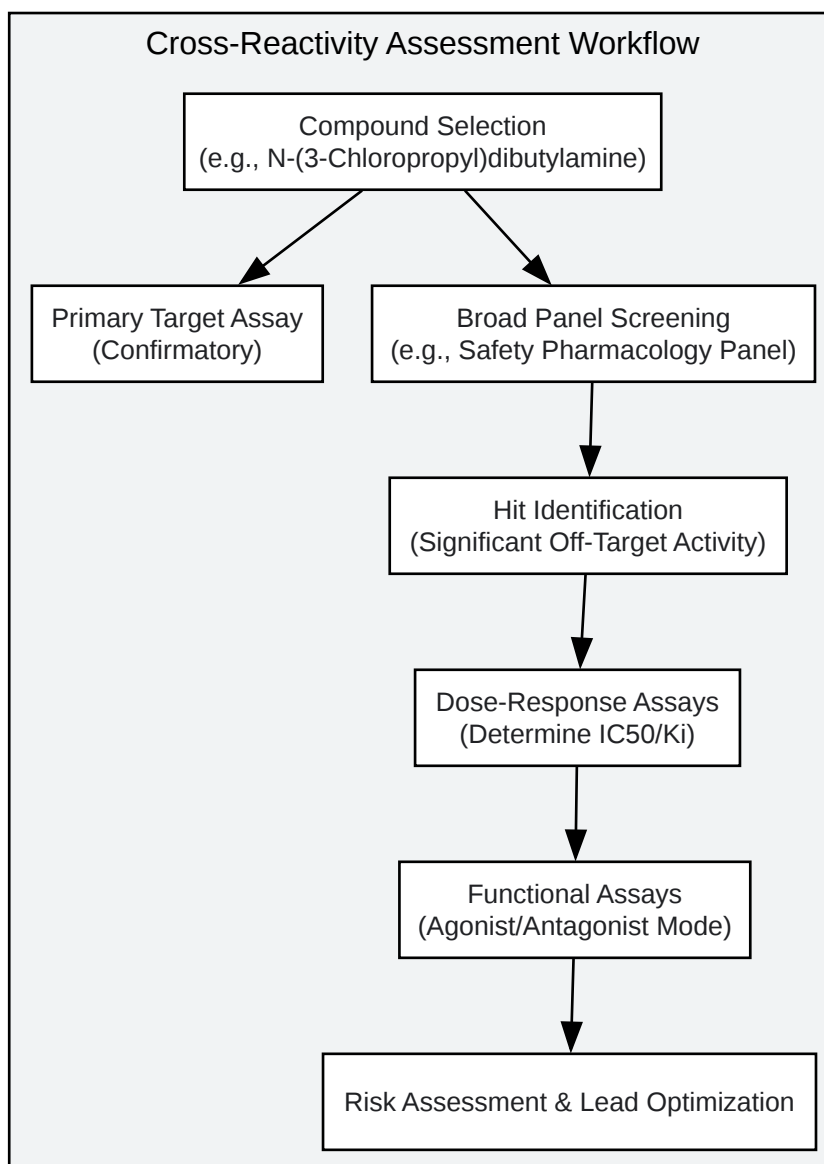 Cross-Reactivity Assessment Workflow
Compound Selection
(e.g., N-(3-Chloropropyl)dibutylamine)
Primary Target Assay
(Confirmatory)
Broad Panel Screening
(e.g., Safety Pharmacology Panel)
Hit Identification
(Significant Off-Target Activity)
Dose-Response Assays
(Determine IC50/Ki)
Functional Assays
(Agonist/Antagonist Mode)
Risk Assessment & Lead Optimization